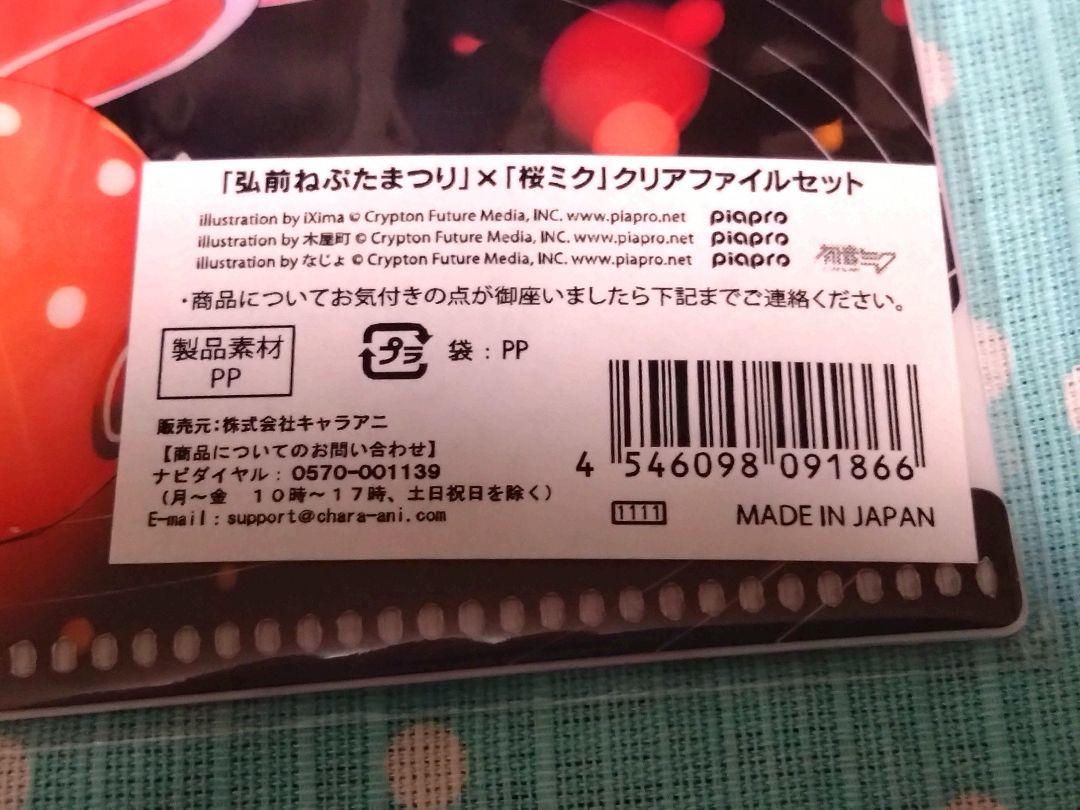 「弘前ねぷたまつり」×「桜ミク」クリアファイルセット
illustration by iXima © Crypton Future Media, INC. www.piapro.net piapro
illustration by 木屋町 © Crypton Future Media, INC. www.piapro.net piapro
illustration by なじょ © Crypton Future Media, INC. www.piapro.net piapro
初音ミク
・商品についてお気付きの点が御座いましたら下記までご連絡ください。
製品素材
PP
プラ
袋：PP
販売元：株式会社キャラアニ
【商品についてのお問い合わせ】
ナビダイヤル：0570-001139
（月～金 10時～17時、土日祝日を除く）
E-mail：support@chara-ani.com
4 546098 091866
1111
MADE IN JAPAN